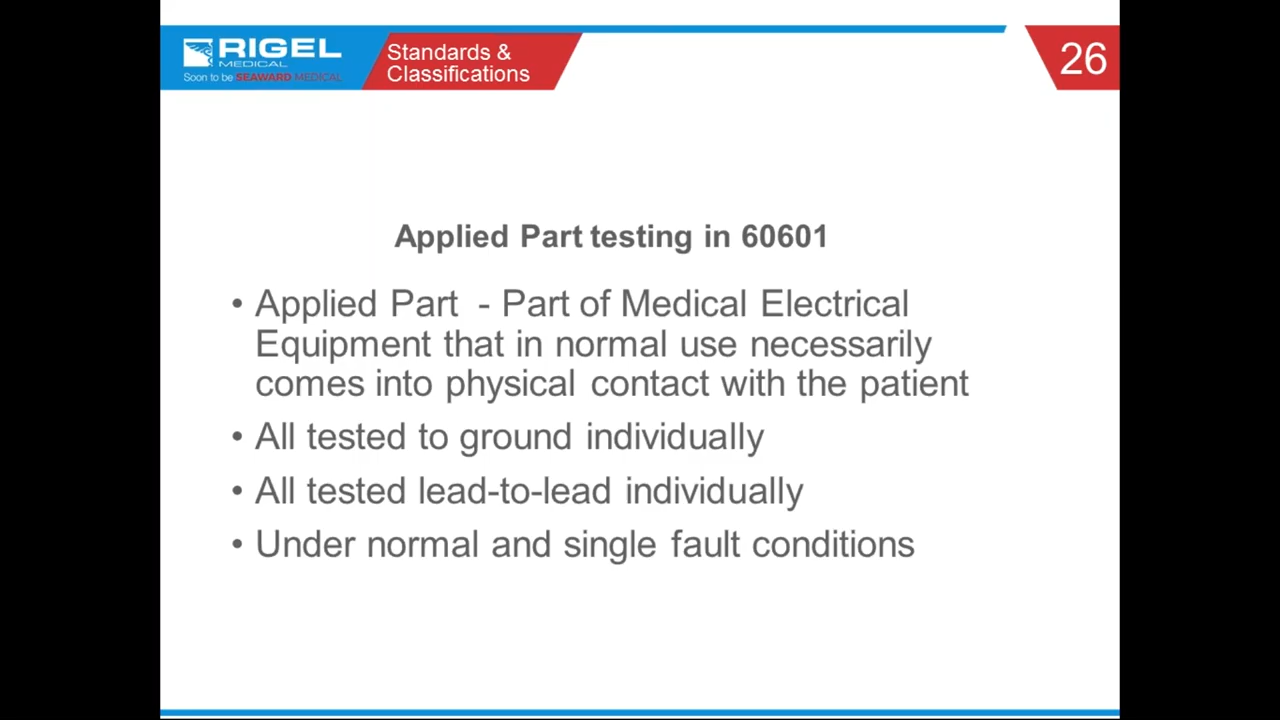 RIGEL
MEDICAL
Soon to be SEAWARD MEDICAL
Standards &
Classifications
26
Applied Part testing in 60601
• Applied Part - Part of Medical Electrical
Equipment that in normal use necessarily
comes into physical contact with the patient
• All tested to ground individually
• All tested lead-to-lead individually
• Under normal and single fault conditions